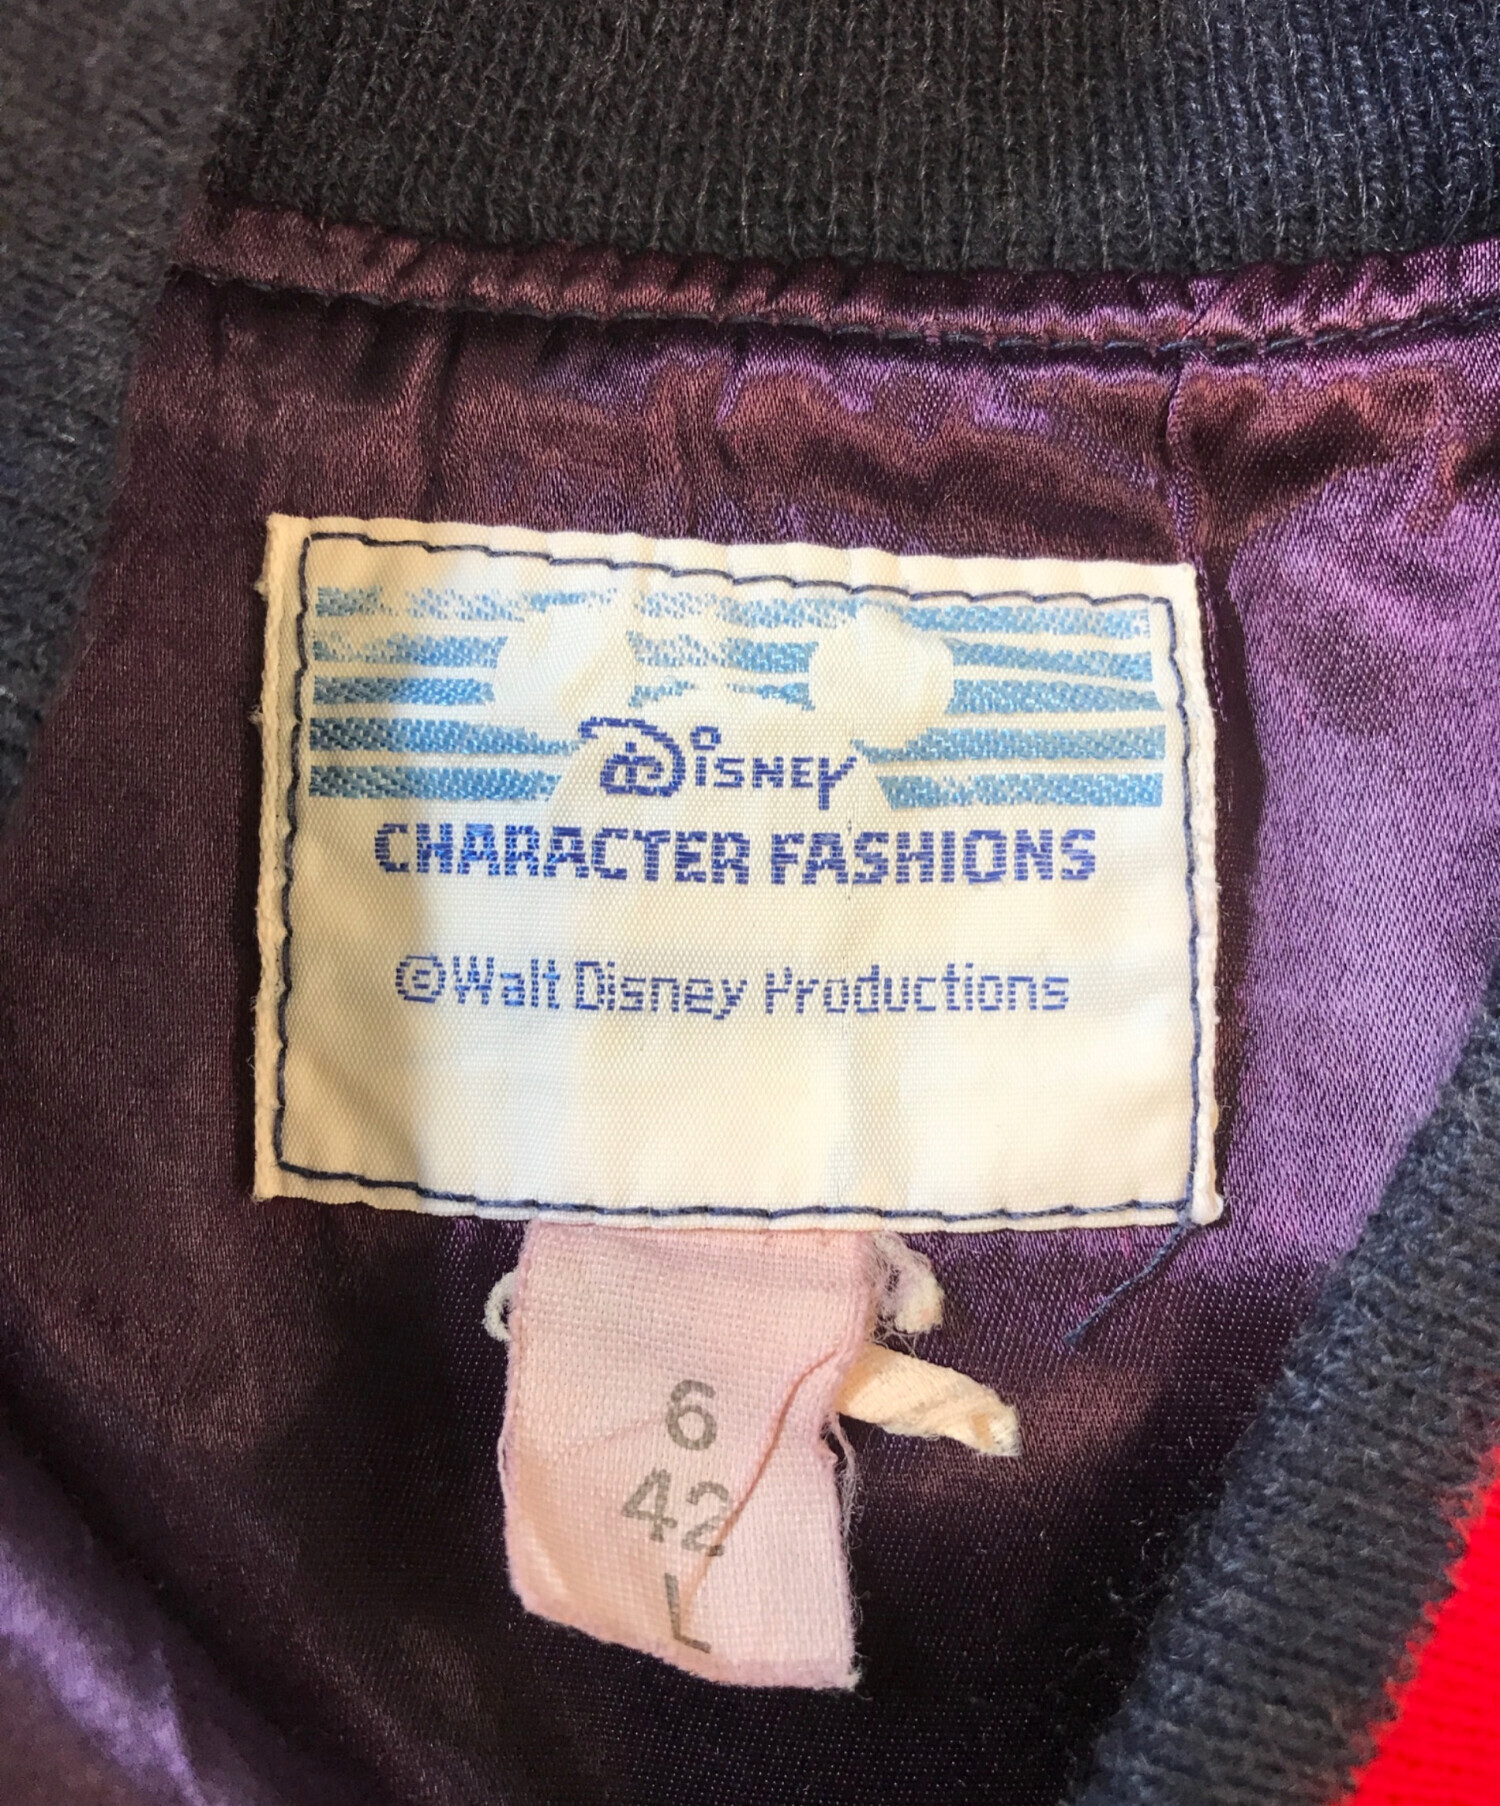 Disney
CHARACTER FASHIONS
©Walt Disney Productions
6
42
L